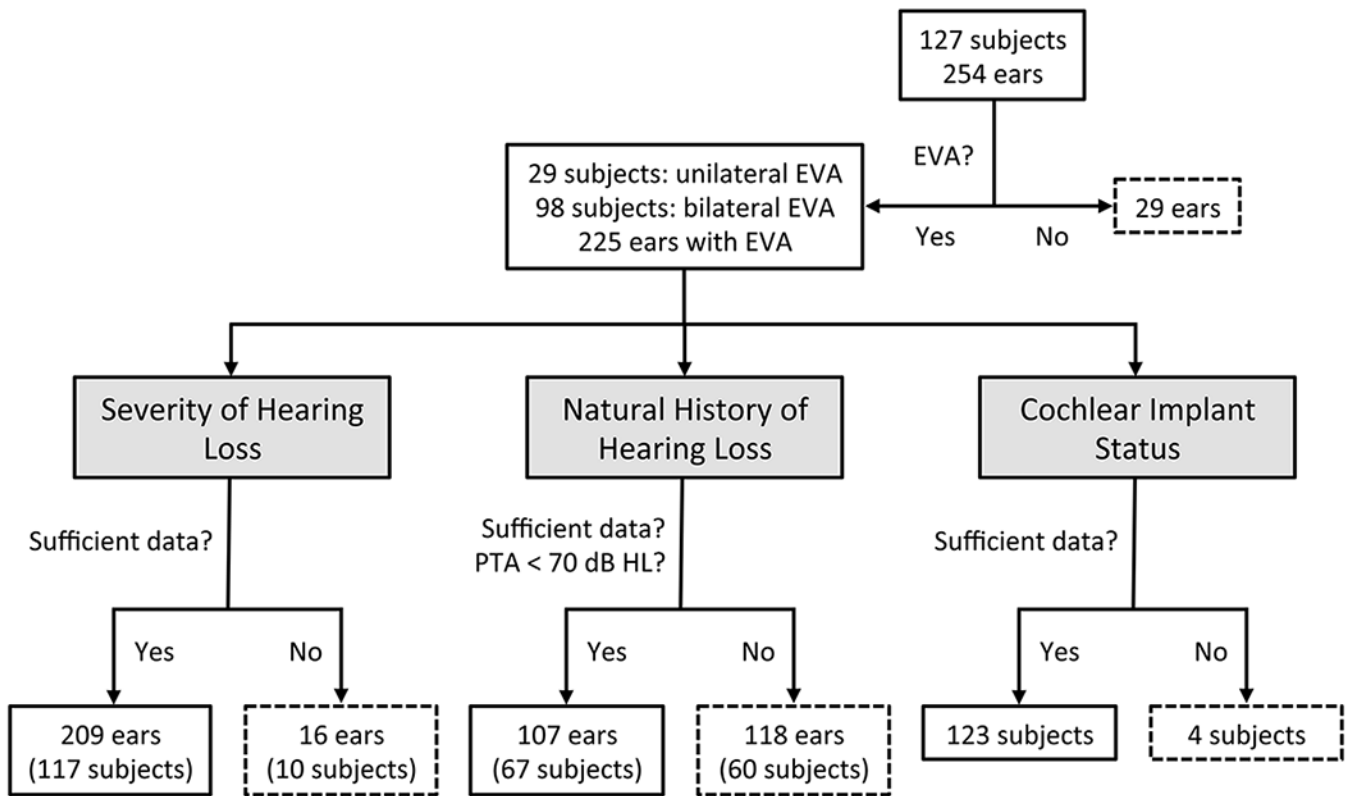 127 subjects
254 ears
EVA?
29 subjects: unilateral EVA
98 subjects: bilateral EVA
225 ears with EVA
Yes
No
29 ears
Severity of Hearing
Loss
Natural History of
Hearing Loss
Cochlear Implant
Status
Sufficient data?
Sufficient data?
PTA < 70 dB HL?
Sufficient data?
Yes
No
Yes
No
Yes
No
209 ears
(117 subjects)
16 ears
(10 subjects)
107 ears
(67 subjects)
118 ears
(60 subjects)
123 subjects
4 subjects